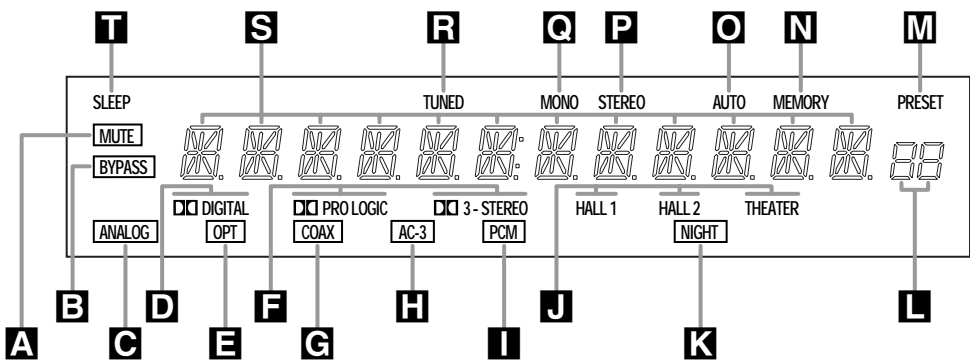 T S R Q P O N M
SLEEP TUNED MONO STEREO AUTO MEMORY PRESET
MUTE
BYPASS
DIGITAL PRO LOGIC 3 - STEREO HALL 1 HALL 2 THEATER
ANALOG OPT COAX AC-3 PCM NIGHT
B D F J L
A C E G H I K